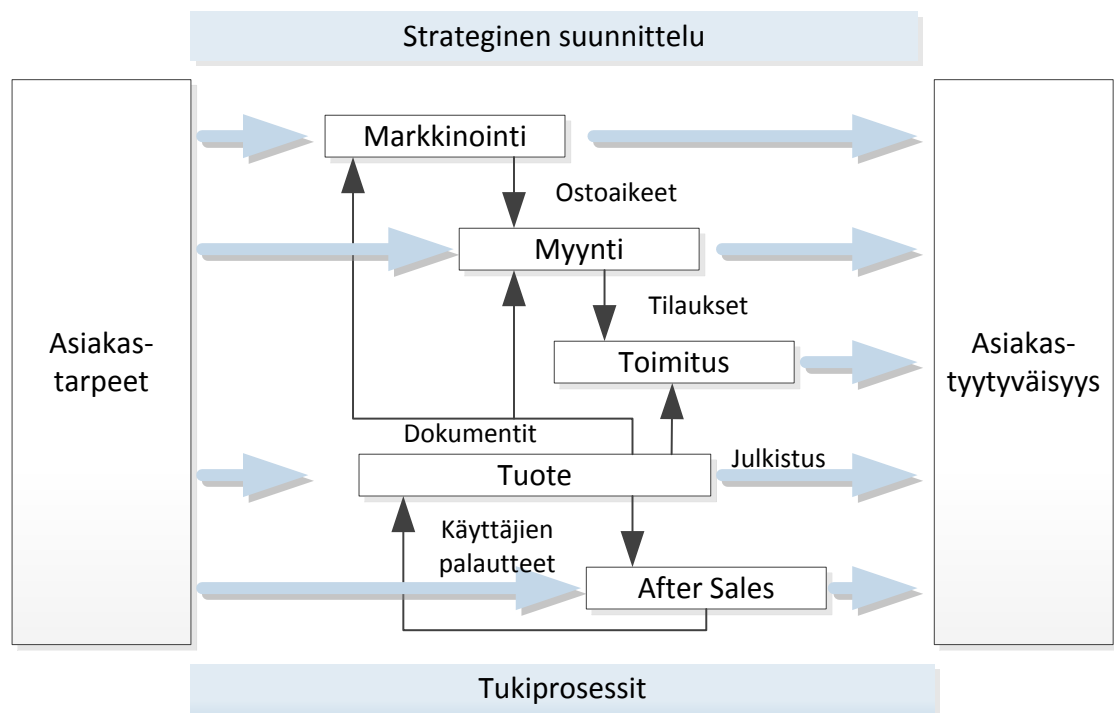 Strateginen suunnittelu
Asiakas-
tarpeet
Markkinointi
Ostoaikeet
Myynti
Tilaukset
Toimitus
Dokumentit
Tuote
Julkistus
Käyttäjien
palautteet
After Sales
Asiakas-
tyytyväisyys
Tukiprosessit